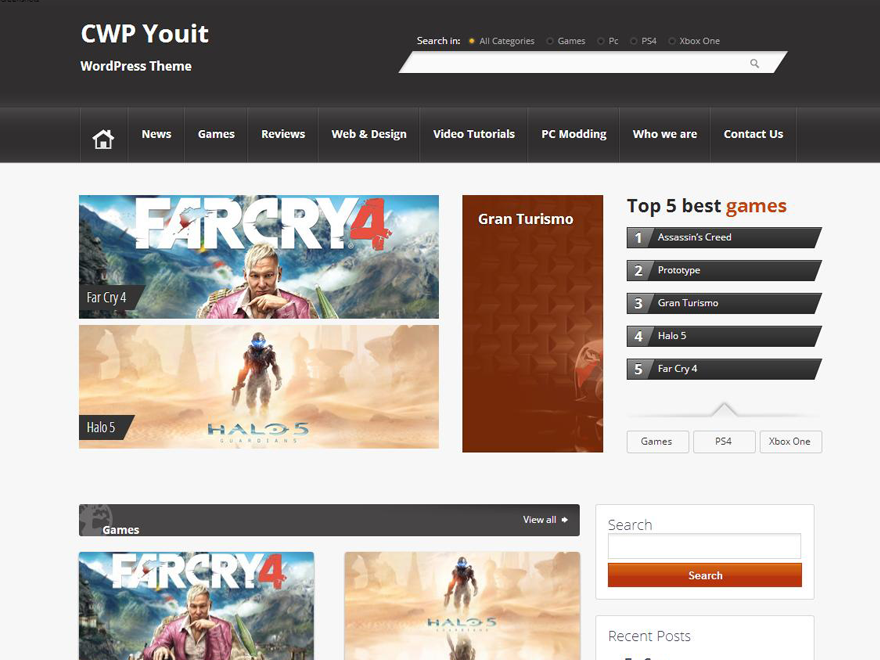 CWP Youit
WordPress Theme
Search in: All Categories Games Pc PS4 Xbox One
News Games Reviews Web & Design Video Tutorials PC Modding Who we are Contact Us
FARCRY4
Far Cry 4
HALO 5
GUARDIANS
Halo 5
Gran Turismo
Top 5 best games
1 Assassin's Creed
2 Prototype
3 Gran Turismo
4 Halo 5
5 Far Cry 4
Games PS4 Xbox One
Games
View all
FARCRY4
HALO 5
GUARDIANS
Search
Search
Recent Posts